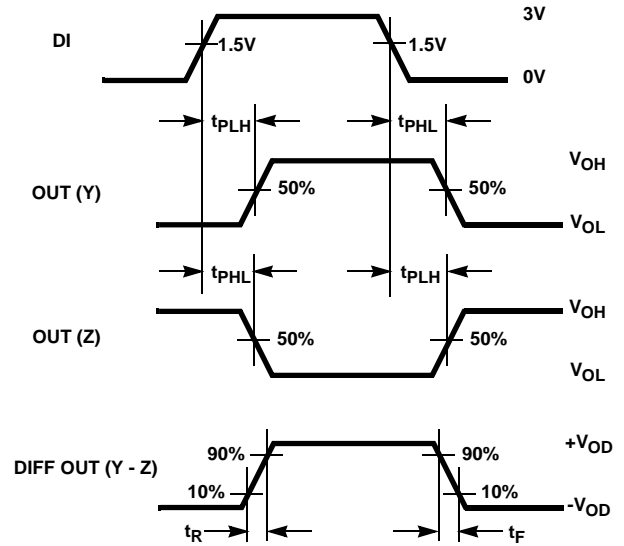 3V
DI 1.5V 1.5V
0V
tPLH tPHL
VOH
OUT (Y) 50% 50%
VOL
tPHL tPLH
VOH
OUT (Z) 50% 50%
VOL
+VOD
DIFF OUT (Y - Z) 90% 90%
10% 10%
-VOD
tR tF